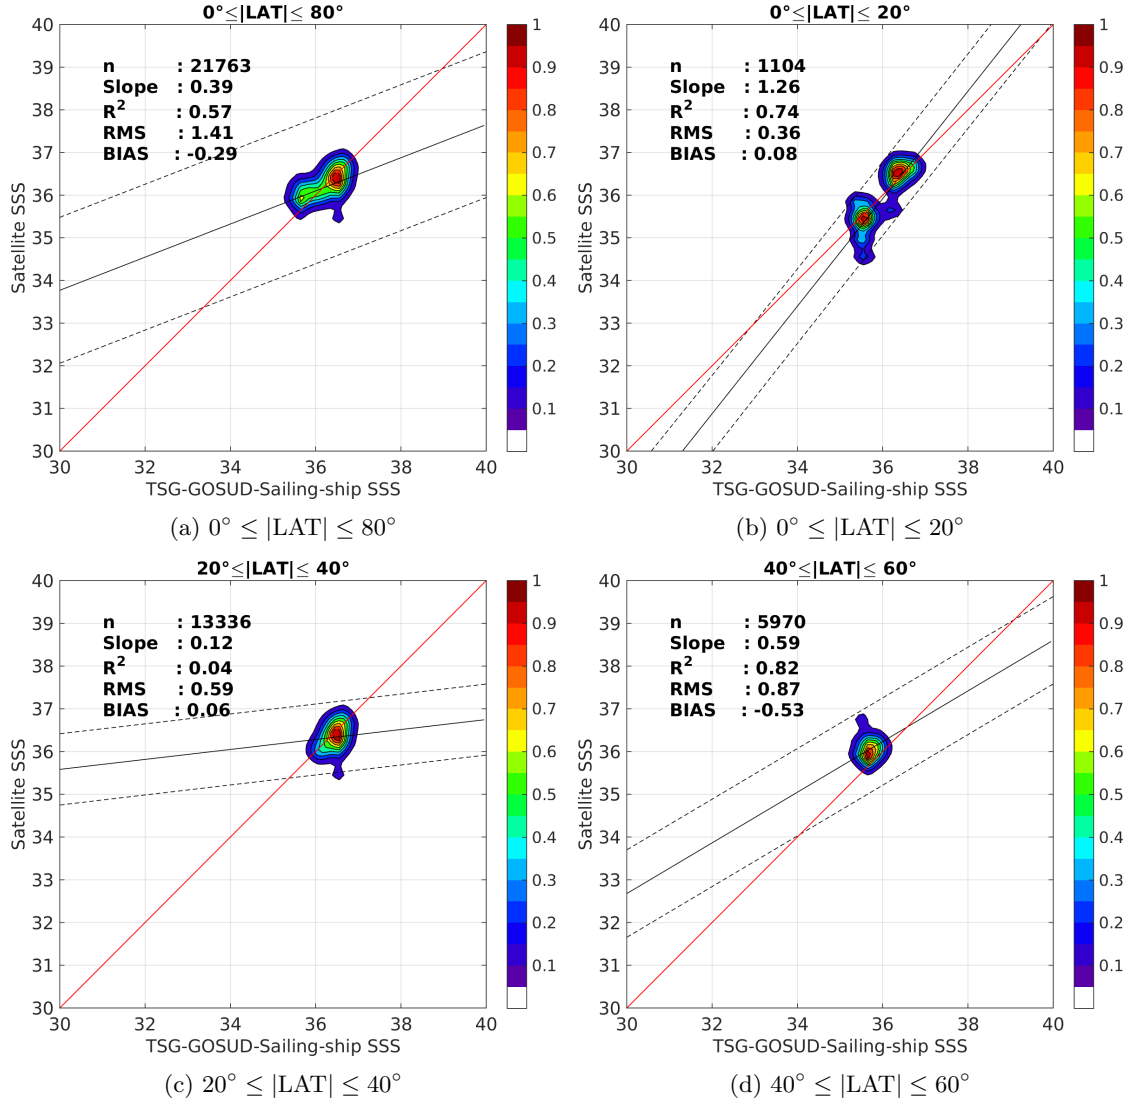 0°≤|LAT|≤ 80°
n : 21763
Slope : 0.39
R² : 0.57
RMS : 1.41
BIAS : -0.29
40
39
38
37
36
35
34
33
32
31
30
Satellite SSS
30 32 34 36 38 40
TSG-GOSUD-Sailing-ship SSS
1
0.9
0.8
0.7
0.6
0.5
0.4
0.3
0.2
0.1
(a) 0° ≤ |LAT| ≤ 80°
0°≤|LAT|≤ 20°
n : 1104
Slope : 1.26
R² : 0.74
RMS : 0.36
BIAS : 0.08
40
39
38
37
36
35
34
33
32
31
30
Satellite SSS
30 32 34 36 38 40
TSG-GOSUD-Sailing-ship SSS
1
0.9
0.8
0.7
0.6
0.5
0.4
0.3
0.2
0.1
(b) 0° ≤ |LAT| ≤ 20°
20°≤|LAT|≤ 40°
n : 13336
Slope : 0.12
R² : 0.04
RMS : 0.59
BIAS : 0.06
40
39
38
37
36
35
34
33
32
31
30
Satellite SSS
30 32 34 36 38 40
TSG-GOSUD-Sailing-ship SSS
1
0.9
0.8
0.7
0.6
0.5
0.4
0.3
0.2
0.1
(c) 20° ≤ |LAT| ≤ 40°
40°≤|LAT|≤ 60°
n : 5970
Slope : 0.59
R² : 0.82
RMS : 0.87
BIAS : -0.53
40
39
38
37
36
35
34
33
32
31
30
Satellite SSS
30 32 34 36 38 40
TSG-GOSUD-Sailing-ship SSS
1
0.9
0.8
0.7
0.6
0.5
0.4
0.3
0.2
0.1
(d) 40° ≤ |LAT| ≤ 60°